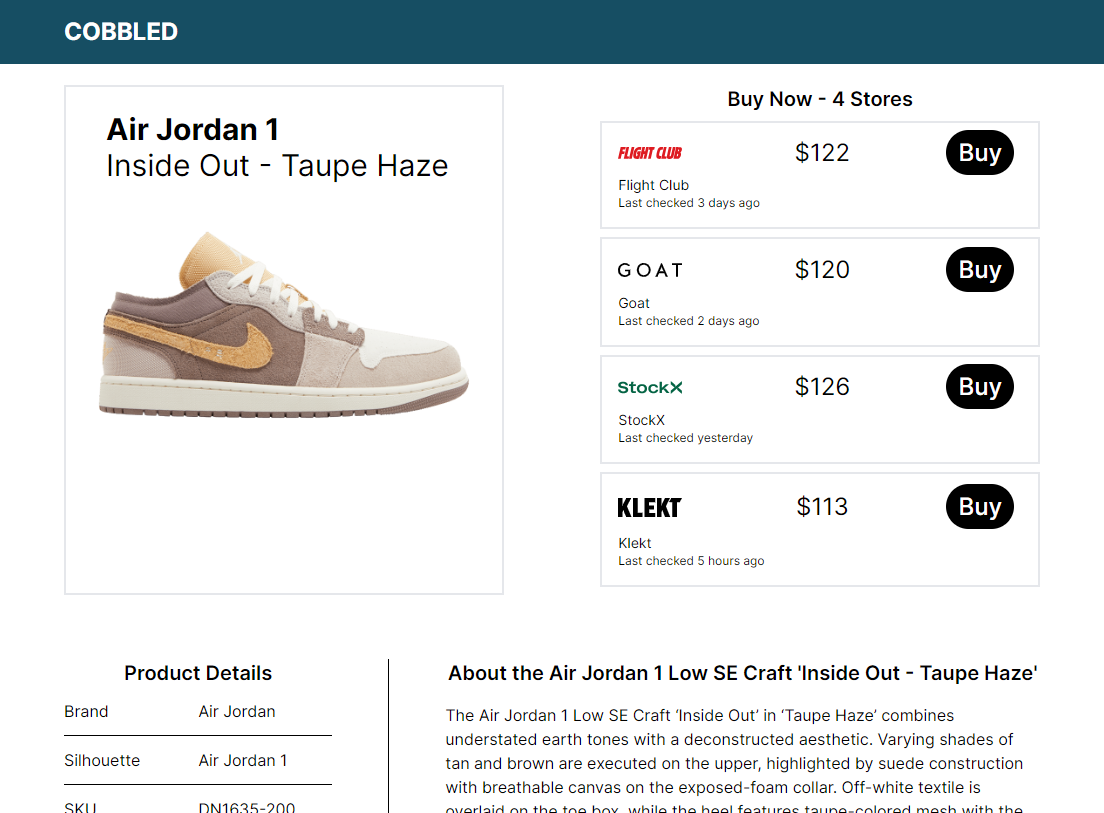 COBBLED
Air Jordan 1
Inside Out - Taupe Haze
Buy Now - 4 Stores
FLIGHT CLUB
$122
Buy
Flight Club
Last checked 3 days ago
GOAT
$120
Buy
Goat
Last checked 2 days ago
StockX
$126
Buy
StockX
Last checked yesterday
KLEKT
$113
Buy
Klekt
Last checked 5 hours ago
Product Details
Brand Air Jordan
Silhouette Air Jordan 1
SKU DN1635-200
About the Air Jordan 1 Low SE Craft 'Inside Out - Taupe Haze'
The Air Jordan 1 Low SE Craft ‘Inside Out’ in ‘Taupe Haze’ combines
understated earth tones with a deconstructed aesthetic. Varying shades of
tan and brown are executed on the upper, highlighted by suede construction
with breathable canvas on the exposed-foam collar. Off-white textile is
overlaid on the toe box, while the heel features taupe-colored mesh with the